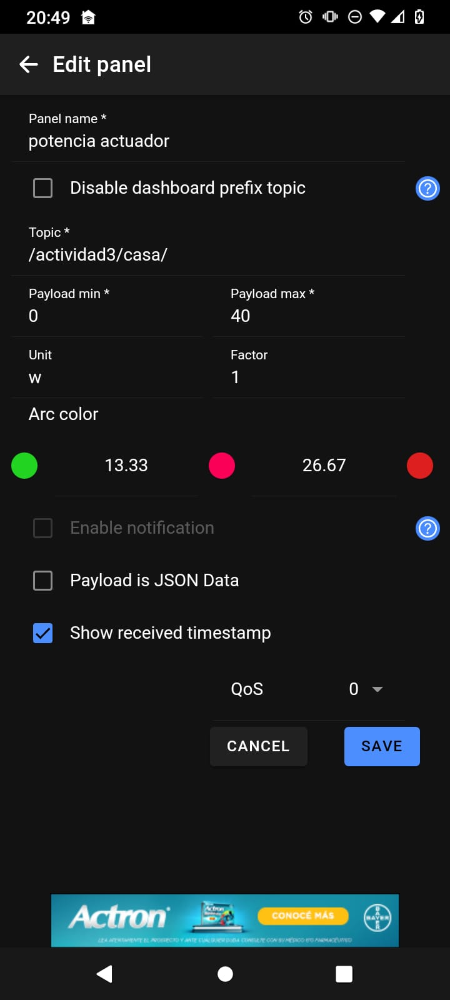 20:49
Edit panel
Panel name *
potencia actuador
Disable dashboard prefix topic
Topic *
/actividad3/casa/
Payload min * Payload max *
0 40
Unit Factor
w 1
Arc color
13.33 26.67
Enable notification
Payload is JSON Data
Show received timestamp
QoS 0
CANCEL SAVE
Actron
CONOCÉ MÁS
BAYER
LEA ATENTAMENTE EL PROSPECTO Y ANTE CUALQUIER DUDA CONSULTE CON SU MÉDICO Y/O FARMACÉUTICO